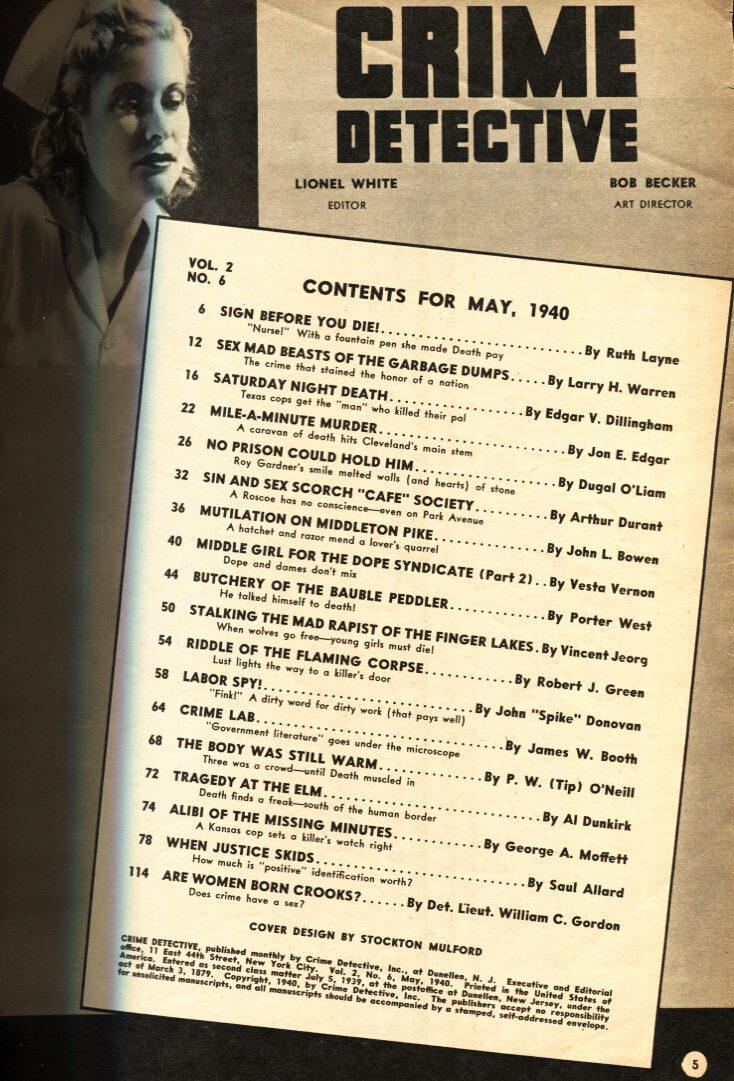 CRIME
DETECTIVE
LIONEL WHITE
EDITOR
BOB BECKER
ART DIRECTOR
VOL. 2
NO. 6
CONTENTS FOR MAY, 1940
6 SIGN BEFORE YOU DIE!..............................By Ruth Layne
"Nurse!" With a fountain pen she made Death pay
12 SEX MAD BEASTS OF THE GARBAGE DUMPS.....By Larry H. Warren
The crime that stained the honor of a nation
16 SATURDAY NIGHT DEATH....................By Edgar V. Dillingham
Texas cops get the "man" who killed their pal
22 MILE-A-MINUTE MURDER............................By Jon E. Edgar
A caravan of death hits Cleveland's main stem
26 NO PRISON COULD HOLD HIM.....................By Dugal O'Liam
Roy Gardner's smile melted walls (and hearts) of stone
32 SIN AND SEX SCORCH "CAFE" SOCIETY...........By Arthur Durant
A Roscoe has no conscience—even on Park Avenue
36 MUTILATION ON MIDDLETON PIKE................By John L. Bowen
A hatchet and razor mend a lover's quarrel
40 MIDDLE GIRL FOR THE DOPE SYNDICATE (Part 2)..By Vesta Vernon
Dope and dames don't mix
44 BUTCHERY OF THE BAUBLE PEDDLER..............By Porter West
He talked himself to death!
50 STALKING THE MAD RAPIST OF THE FINGER LAKES.By Vincent Jeorg
When wolves go free—young girls must die!
54 RIDDLE OF THE FLAMING CORPSE.............By Robert J. Green
Lust lights the way to a killer's door
58 LABOR SPY!..............................By John "Spike" Donovan
"Fink!" A dirty word for dirty work (that pays well)
64 CRIME LAB...................................By James W. Booth
"Government literature" goes under the microscope
68 THE BODY WAS STILL WARM................By P. W. (Tip) O'Neill
Three was a crowd—until Death muscled in
72 TRAGEDY AT THE ELM..............................By Al Dunkirk
Death finds a freak—south of the human border
74 ALIBI OF THE MISSING MINUTES.............By George A. Moffett
A Kansas cop sets a killer's watch right
78 WHEN JUSTICE SKIDS..............................By Saul Allard
How much is "positive" identification worth?
114 ARE WOMEN BORN CROOKS?......By Det. Lieut. William C. Gordon
Does crime have a sex?
COVER DESIGN BY STOCKTON MULFORD
CRIME DETECTIVE, published monthly by Crime Detective, Inc., at Dunellen, N. J. Executive and Editorial
office, 11 East 44th Street, New York City. Vol. 2, No. 6, May, 1940. Printed in the United States of
America. Entered as second class matter July 5, 1939, at the postoffice at Dunellen, New Jersey, under the
act of March 3, 1879. Copyright, 1940, by Crime Detective, Inc. The publishers accept no responsibility
for unsolicited manuscripts, and all manuscripts should be accompanied by a stamped, self-addressed envelope.
5